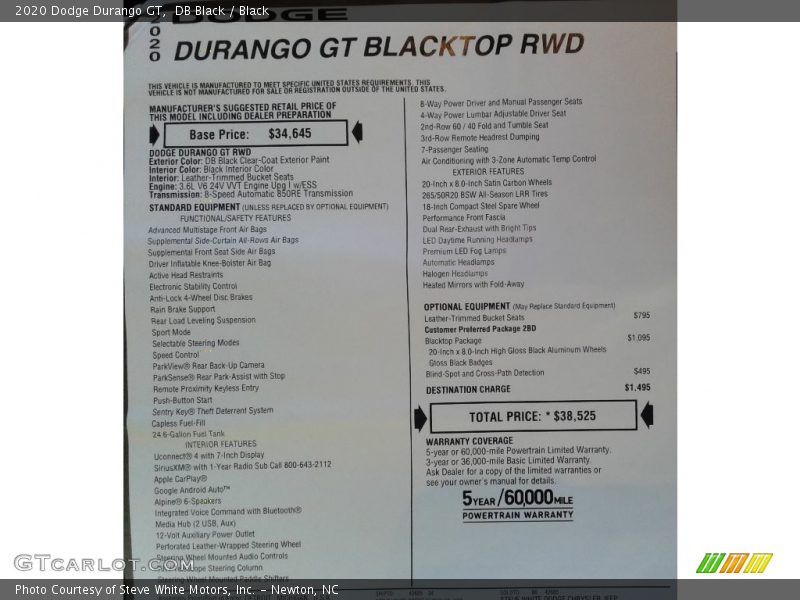 2020 Dodge Durango GT, DB Black / Black
DODGE
2020
DURANGO GT BLACKTOP RWD
THIS VEHICLE IS MANUFACTURED TO MEET SPECIFIC UNITED STATES REQUIREMENTS. THIS
VEHICLE IS NOT MANUFACTURED FOR SALE OR REGISTRATION OUTSIDE OF THE UNITED STATES.
MANUFACTURER'S SUGGESTED RETAIL PRICE OF
THIS MODEL INCLUDING DEALER PREPARATION
Base Price: $34,645
DODGE DURANGO GT RWD
Exterior Color: DB Black Clear-Coat Exterior Paint
Interior Color: Black Interior Color
Interior: Leather-Trimmed Bucket Seats
Engine: 3.6L V6 24V VVT Engine Upg I w/ESS
Transmission: 8-Speed Automatic 850RE Transmission
STANDARD EQUIPMENT (UNLESS REPLACED BY OPTIONAL EQUIPMENT)
FUNCTIONAL/SAFETY FEATURES
Advanced Multistage Front Air Bags
Supplemental Side-Curtain All-Rows Air Bags
Supplemental Front Seat Side Air Bags
Driver Inflatable Knee-Bolster Air Bag
Active Head Restraints
Electronic Stability Control
Anti-Lock 4-Wheel Disc Brakes
Rain Brake Support
Rear Load Leveling Suspension
Sport Mode
Selectable Steering Modes
Speed Control
ParkView® Rear Back-Up Camera
ParkSense® Rear Park-Assist with Stop
Remote Proximity Keyless Entry
Push-Button Start
Sentry Key® Theft Deterrent System
Capless Fuel-Fill
24.6-Gallon Fuel Tank
INTERIOR FEATURES
Uconnect® 4 with 7-Inch Display
SiriusXM® with 1-Year Radio Sub Call 800-643-2112
Apple CarPlay®
Google Android Auto™
Alpine® 6-Speakers
Integrated Voice Command with Bluetooth®
Media Hub (2 USB, Aux)
12-Volt Auxiliary Power Outlet
Perforated Leather-Wrapped Steering Wheel
Steering Wheel Mounted Audio Controls
Steering Column
Steering Wheel Mounted Paddle Shifters
8-Way Power Driver and Manual Passenger Seats
4-Way Power Lumbar Adjustable Driver Seat
2nd-Row 60 / 40 Fold and Tumble Seat
3rd-Row Remote Headrest Dumping
7-Passenger Seating
Air Conditioning with 3-Zone Automatic Temp Control
EXTERIOR FEATURES
20-Inch x 8.0-Inch Satin Carbon Wheels
265/50R20 BSW All-Season LRR Tires
18-Inch Compact Steel Spare Wheel
Performance Front Fascia
Dual Rear-Exhaust with Bright Tips
LED Daytime Running Headlamps
Premium LED Fog Lamps
Automatic Headlamps
Halogen Headlamps
Heated Mirrors with Fold-Away
OPTIONAL EQUIPMENT (May Replace Standard Equipment)
Leather-Trimmed Bucket Seats $795
Customer Preferred Package 2BD
Blacktop Package $1,095
20-Inch x 8.0-Inch High Gloss Black Aluminum Wheels
Gloss Black Badges
Blind-Spot and Cross-Path Detection $495
DESTINATION CHARGE $1,495
TOTAL PRICE: * $38,525
WARRANTY COVERAGE
5-year or 60,000-mile Powertrain Limited Warranty.
3-year or 36,000-mile Basic Limited Warranty.
Ask Dealer for a copy of the limited warranties or
see your owner's manual for details.
5YEAR/60,000MILE
POWERTRAIN WARRANTY
GTcarlot.com
Photo Courtesy of Steve White Motors, Inc. – Newton, NC